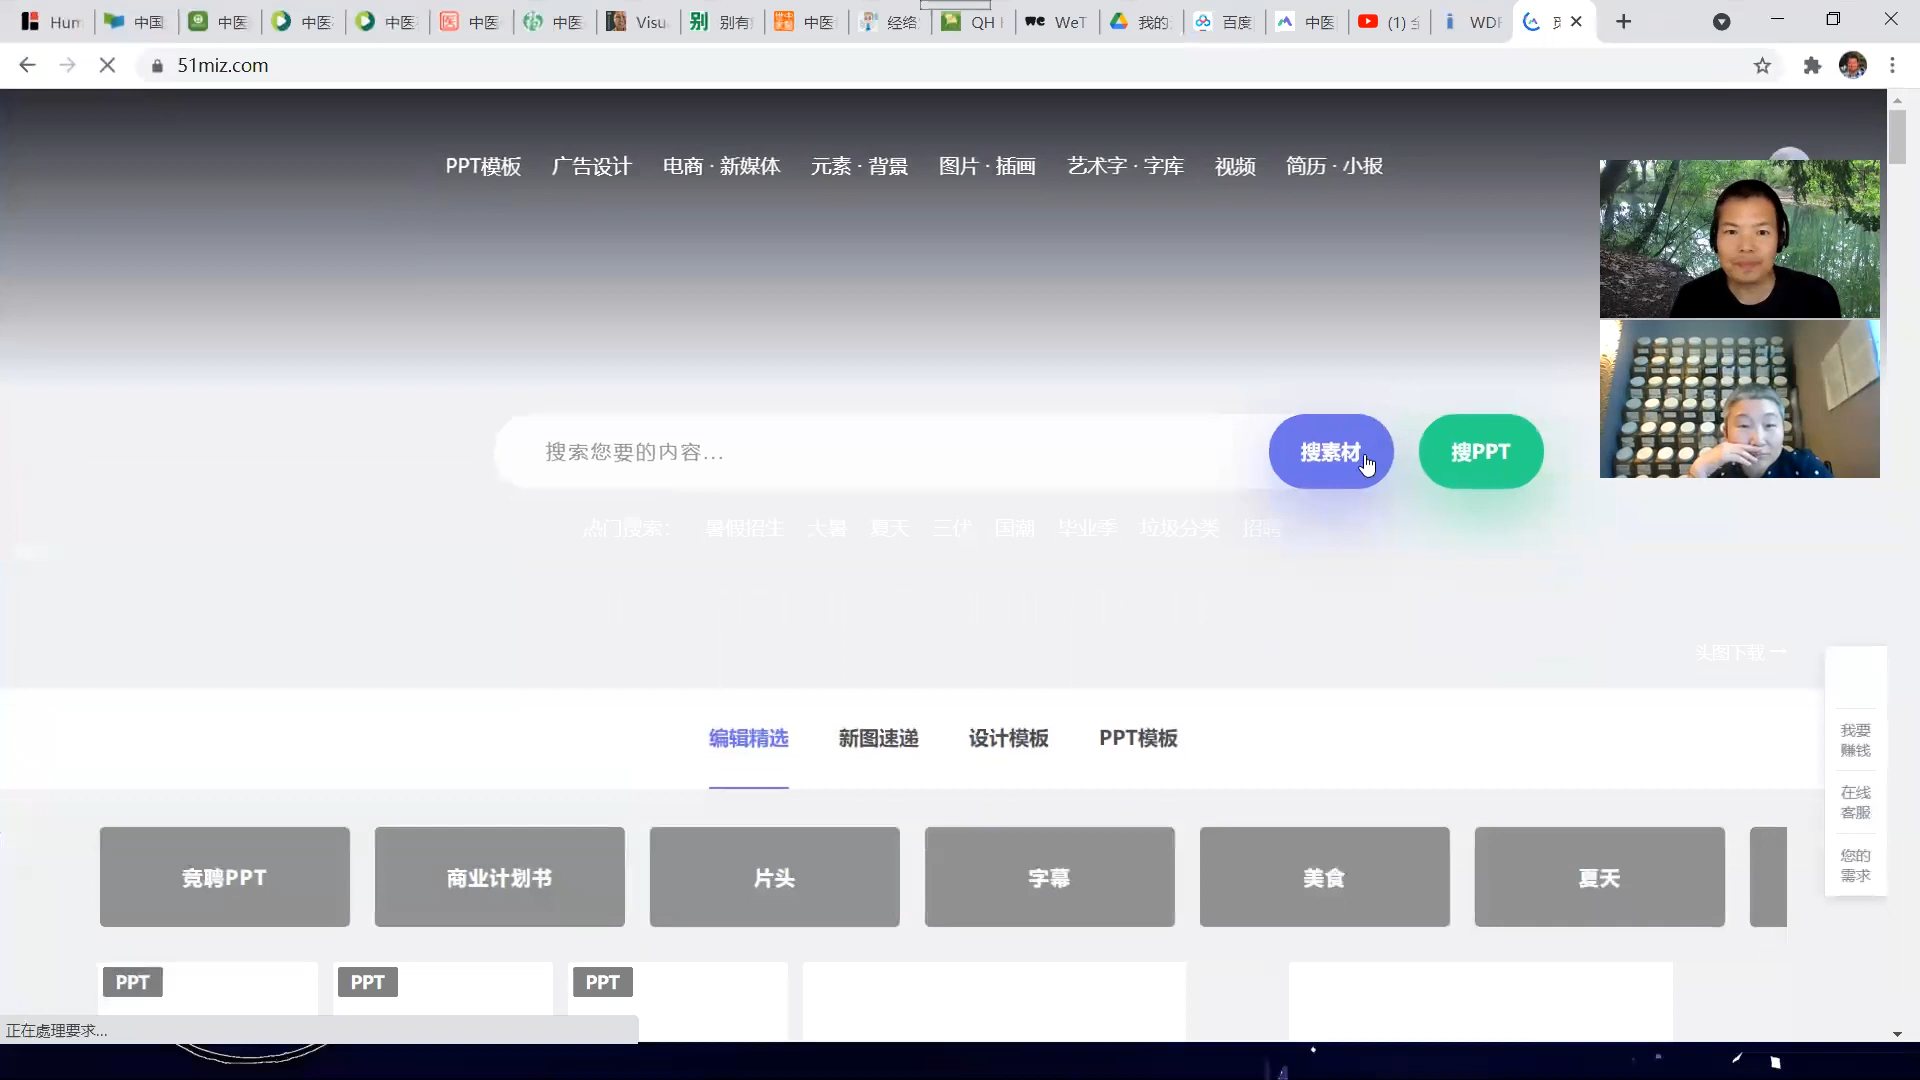 Hum
中国
中医
中医
中医
中医
中医
Visu
别有
中医
经络
QH
WeT
我的
百度
中医
(1)
WDF
51miz.com
PPT模板 广告设计 电商 · 新媒体 元素 · 背景 图片 · 插画 艺术字 · 字库 视频 简历 · 小报
搜索您要的内容... 搜素材 搜PPT
热门搜索： 暑假招生 大暑 夏天 三伏 国潮 毕业季 垃圾分类 招聘
头图下载
编辑精选 新图速递 设计模板 PPT模板
我要
赚钱
在线
客服
您的
需求
竞聘PPT 商业计划书 片头 字幕 美食 夏天
PPT PPT PPT
正在處理要求...